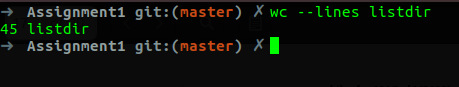 ➜ Assignment1 git:(master) ✗ wc --lines listdir
45 listdir
➜ Assignment1 git:(master) ✗